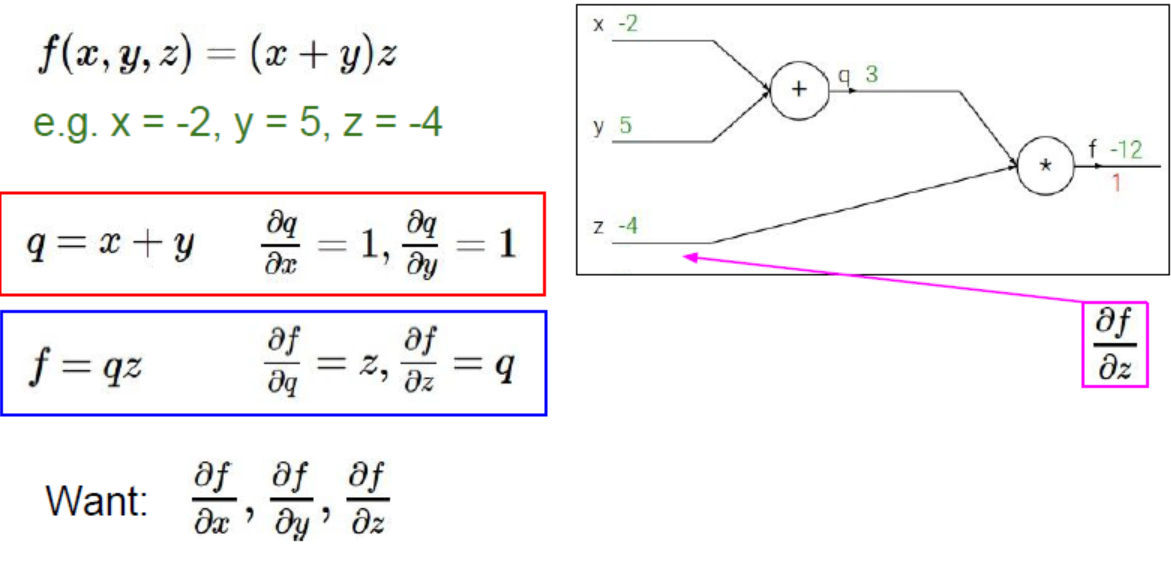 f(x, y, z) = (x + y)z
e.g. x = -2, y = 5, z = -4
q = x + y    ∂q/∂x = 1, ∂q/∂y = 1
f = qz    ∂f/∂q = z, ∂f/∂z = q
Want: ∂f/∂x, ∂f/∂y, ∂f/∂z
x -2
+
q 3
y 5
*
f -12
1
z -4
∂f/∂z